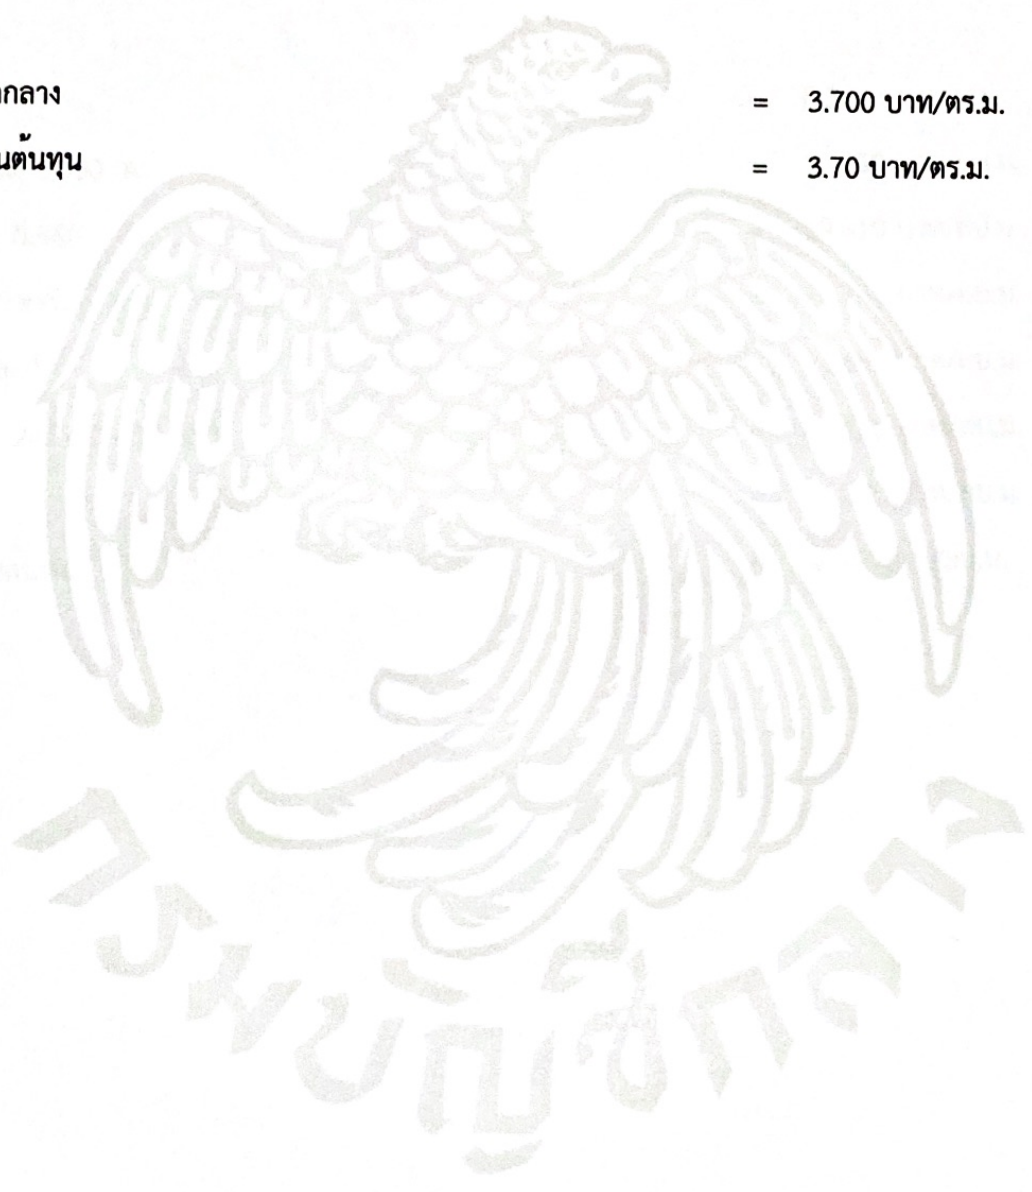 กลาง = 3.700 บาท/ตร.ม.
นต้นทุน = 3.70 บาท/ตร.ม.
กรมบัญชีกลาง